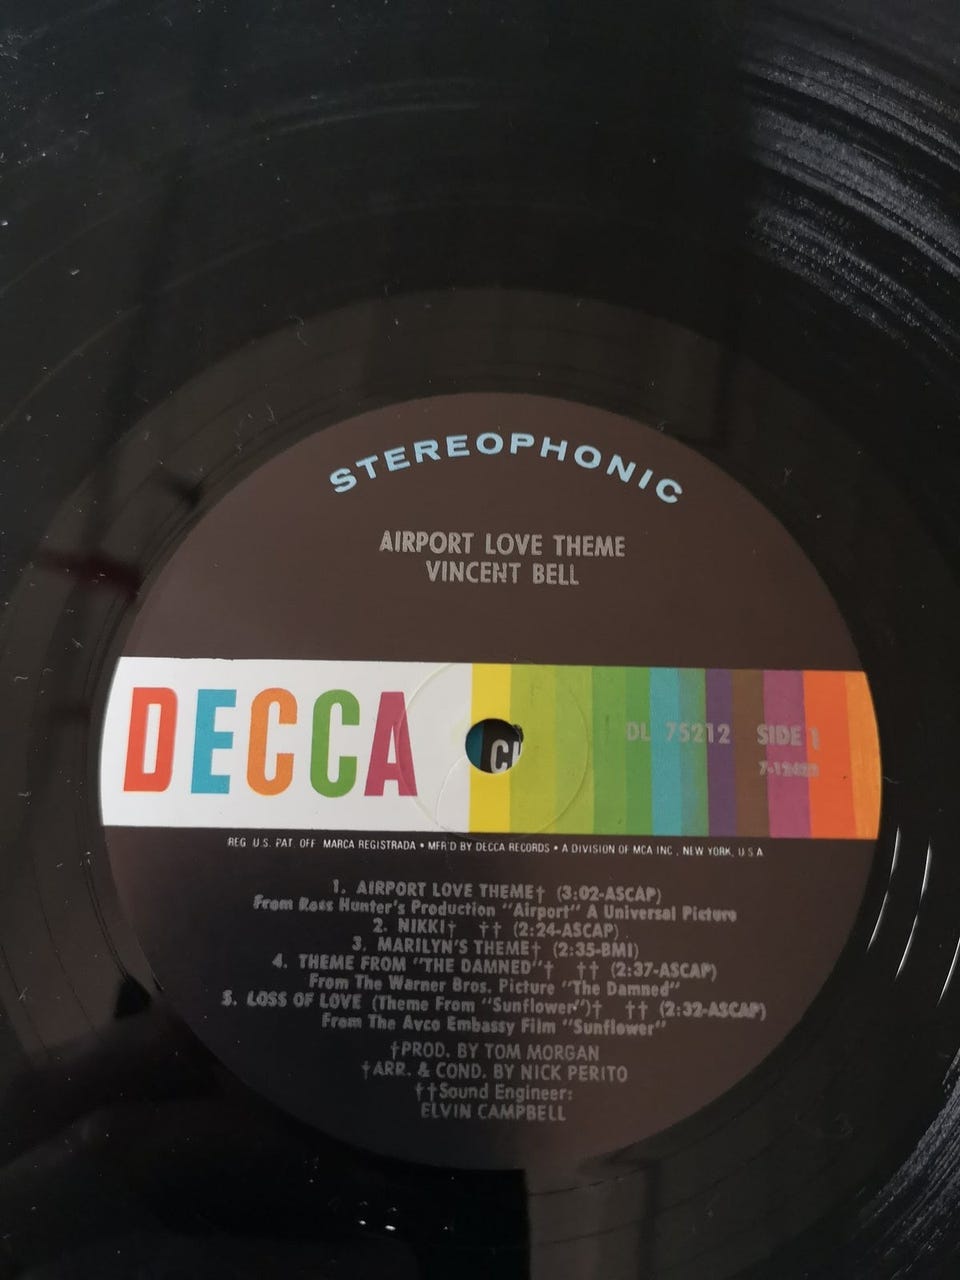 STEREOPHONIC
AIRPORT LOVE THEME
VINCENT BELL
DECCA
DL 75212 SIDE 1
REG. U.S. PAT. OFF. MARCA REGISTRADA • MFR'D BY DECCA RECORDS • A DIVISION OF MCA INC., NEW YORK, U.S.A.
1. AIRPORT LOVE THEME† (3:02-ASCAP)
From Ross Hunter's Production "Airport" A Universal Picture
2. NIKKI† †† (2:24-ASCAP)
3. MARILYN'S THEME† (2:35-BMI)
4. THEME FROM "THE DAMNED"† †† (2:37-ASCAP)
From The Warner Bros. Picture "The Damned"
5. LOSS OF LOVE (Theme From "Sunflower")† †† (2:32-ASCAP)
From The Avco Embassy Film "Sunflower"
†PROD. BY TOM MORGAN
†ARR. & COND. BY NICK PERITO
††Sound Engineer:
ELVIN CAMPBELL